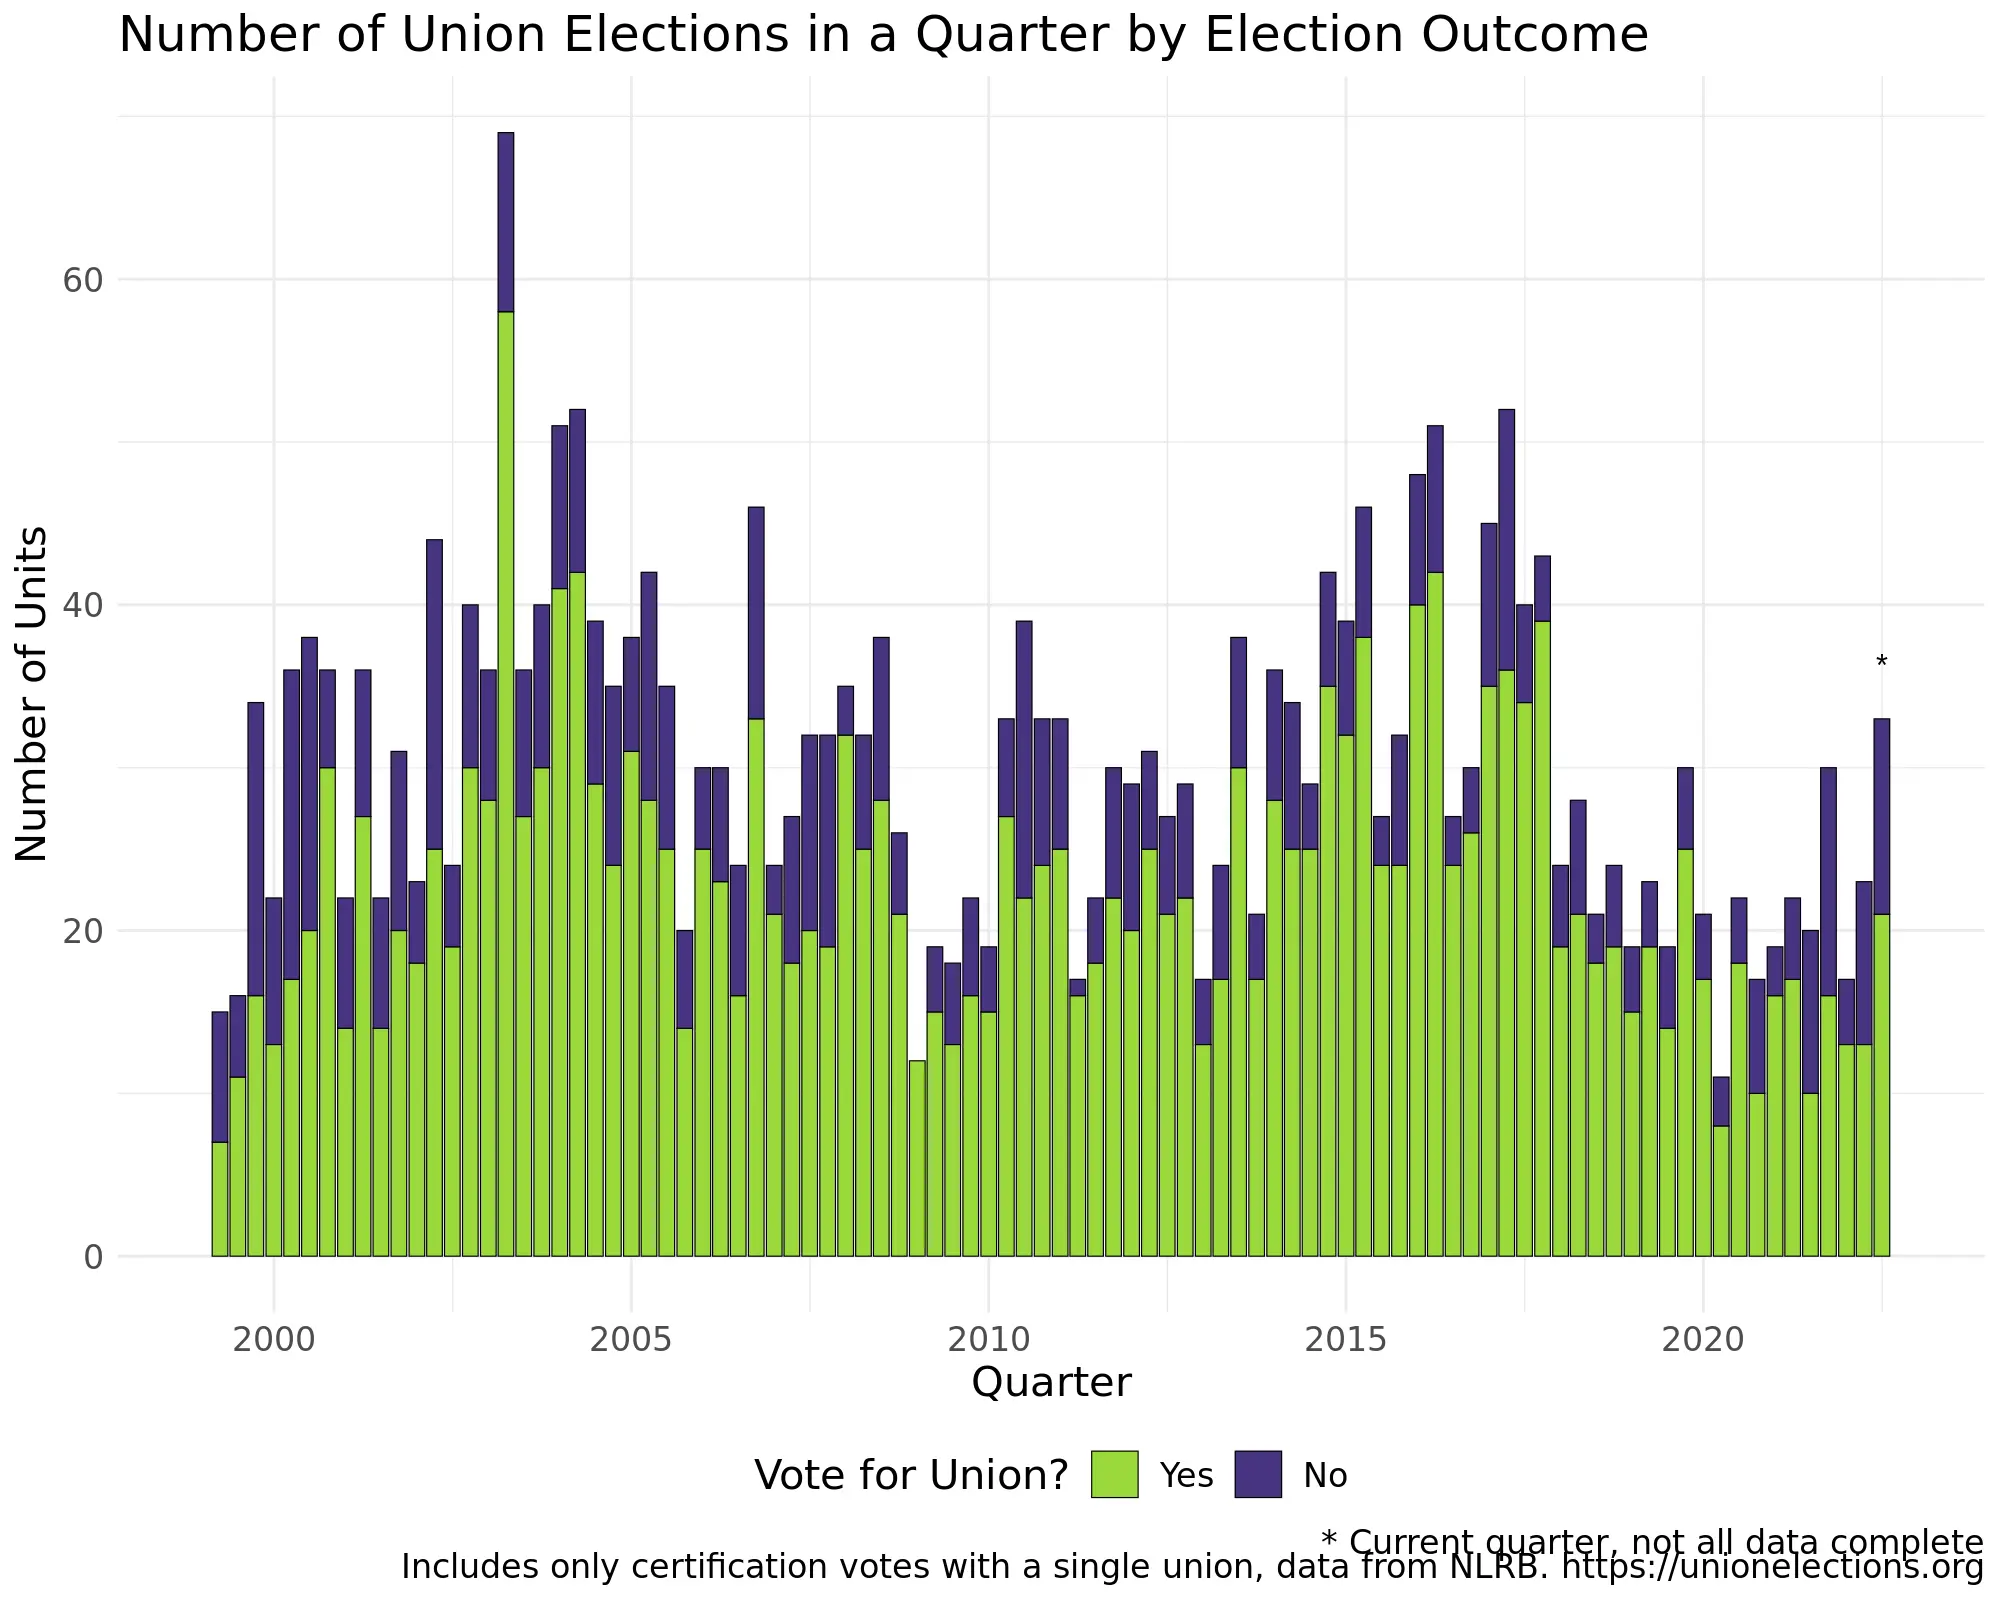 Number of Union Elections in a Quarter by Election Outcome
Number of Units
60
40
20
0
*
2000 2005 2010 2015 2020
Quarter
Vote for Union? Yes No
* Current quarter, not all data complete
Includes only certification votes with a single union, data from NLRB. https://unionelections.org